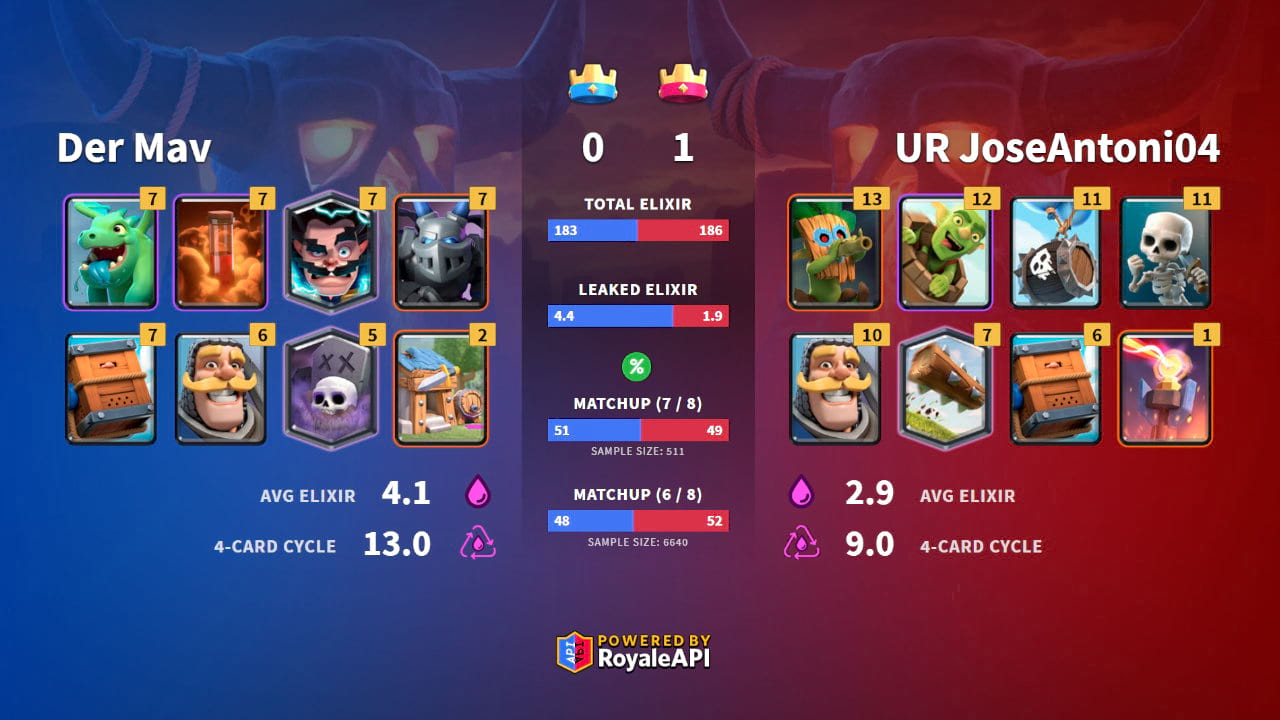 0 1
Der Mav
UR JoseAntoni04
TOTAL ELIXIR
183 186
LEAKED ELIXIR
4.4 1.9
%
MATCHUP (7 / 8)
51 49
SAMPLE SIZE: 511
MATCHUP (6 / 8)
48 52
SAMPLE SIZE: 6640
7 7 7 7
7 6 5 2
AVG ELIXIR 4.1
4-CARD CYCLE 13.0
13 12 11 11
10 7 6 1
2.9 AVG ELIXIR
9.0 4-CARD CYCLE
API
API
POWERED BY
RoyaleAPI